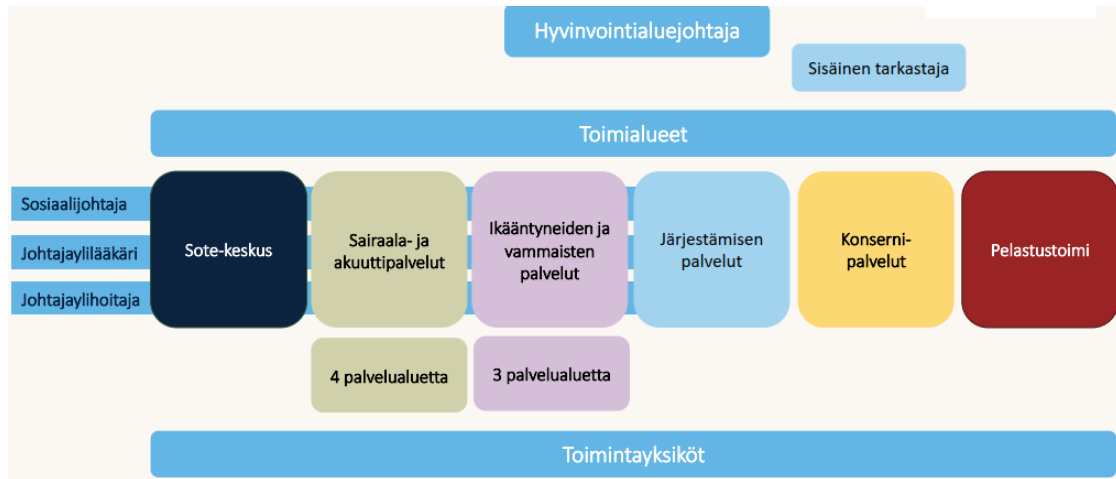 Hyvinvointialuejohtaja
Sisäinen tarkastaja
Toimialueet
Sosiaalijohtaja
Johtajaylilääkäri
Johtajaylihoitaja
Sote-keskus
Sairaala- ja
akuuttipalvelut
Ikääntyneiden ja
vammaisten
palvelut
Järjestämisen
palvelut
Konserni-
palvelut
Pelastustoimi
4 palvelualuetta
3 palvelualuetta
Toimintayksiköt